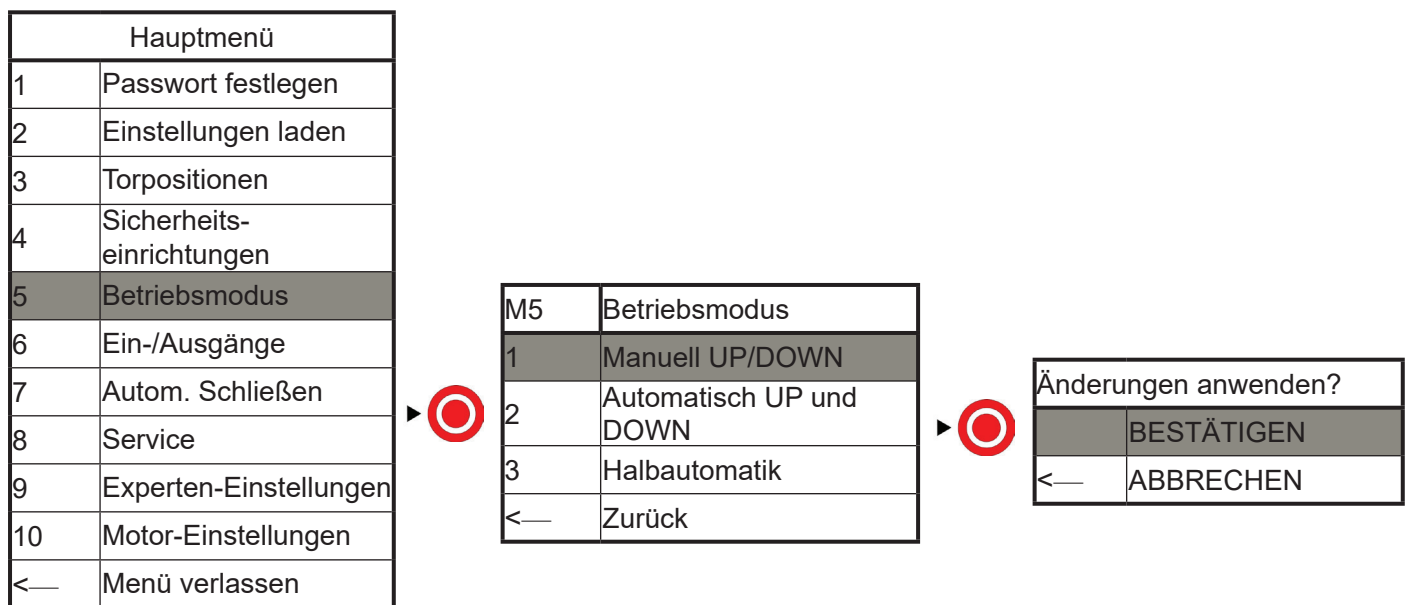 Hauptmenü
1 Passwort festlegen
2 Einstellungen laden
3 Torpositionen
4 Sicherheits-
einrichtungen
5 Betriebsmodus
6 Ein-/Ausgänge
7 Autom. Schließen
8 Service
9 Experten-Einstellungen
10 Motor-Einstellungen
<— Menü verlassen
M5 Betriebsmodus
1 Manuell UP/DOWN
2 Automatisch UP und
DOWN
3 Halbautomatik
<— Zurück
Änderungen anwenden?
BESTÄTIGEN
<— ABBRECHEN